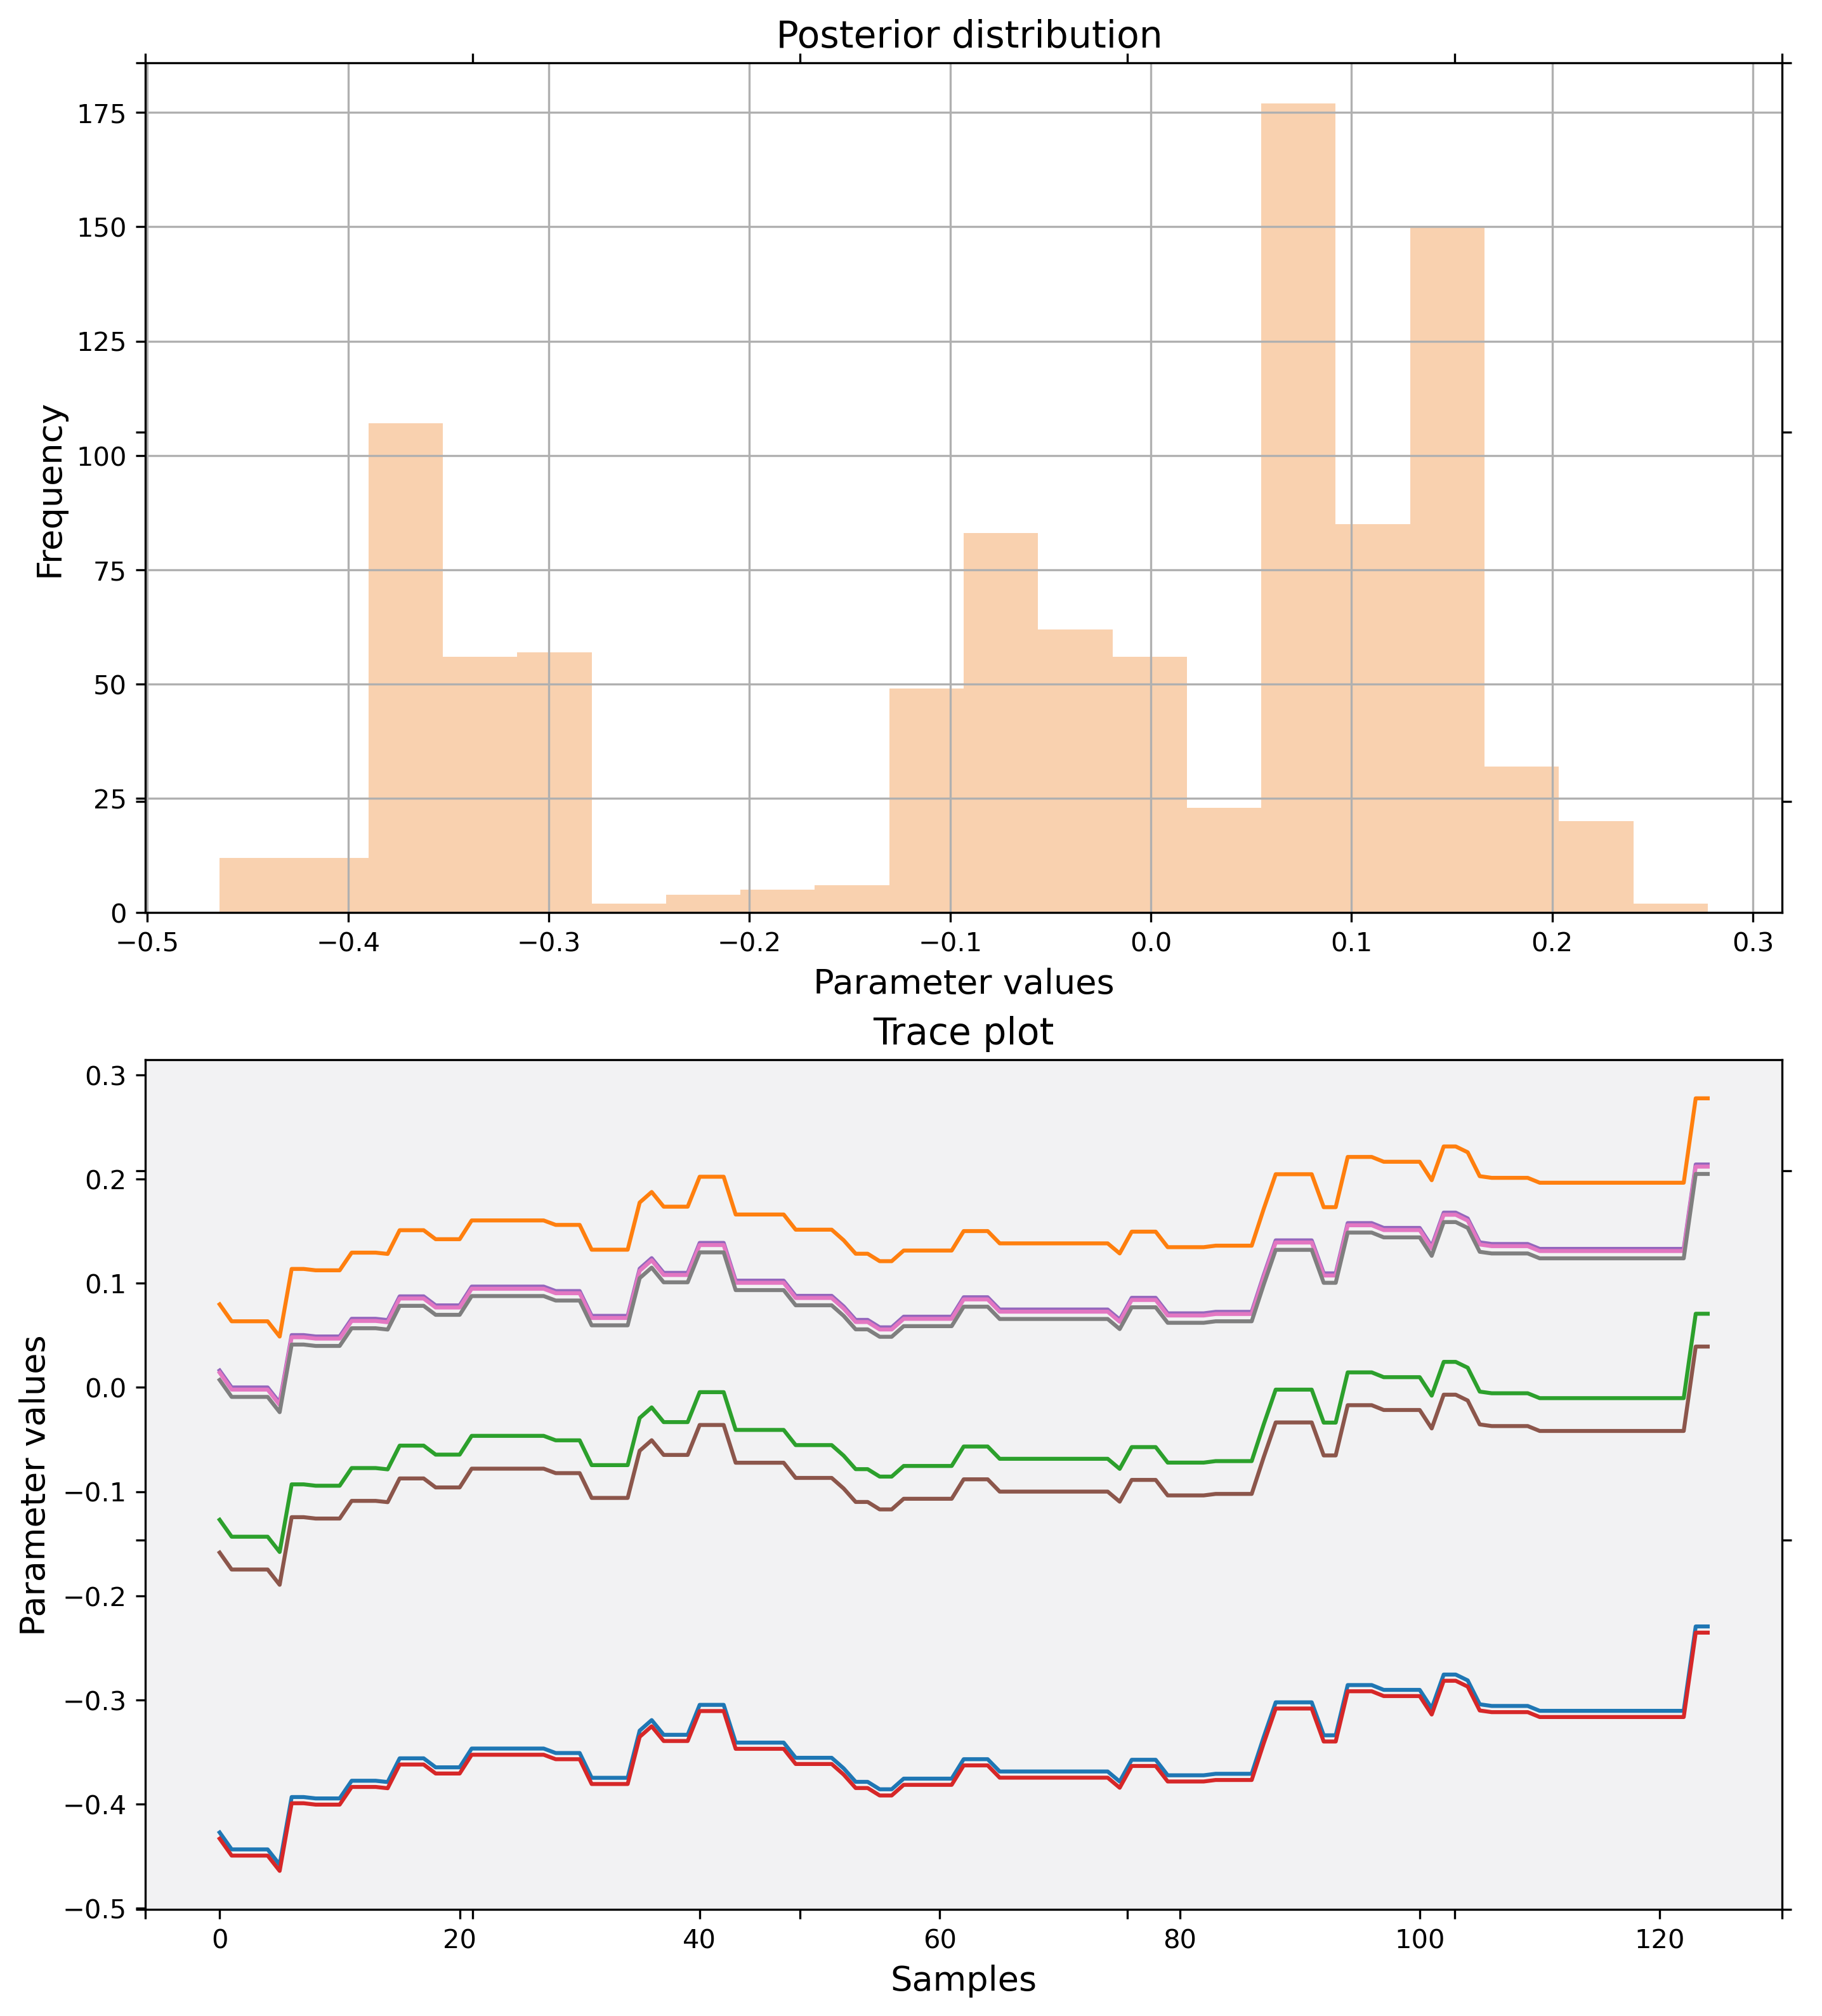 Posterior distribution
175
150
125
100
75
50
25
0
Frequency
−0.5 −0.4 −0.3 −0.2 −0.1 0.0 0.1 0.2 0.3
Parameter values
Trace plot
0.3
0.2
0.1
0.0
−0.1
−0.2
−0.3
−0.4
−0.5
Parameter values
0 20 40 60 80 100 120
Samples